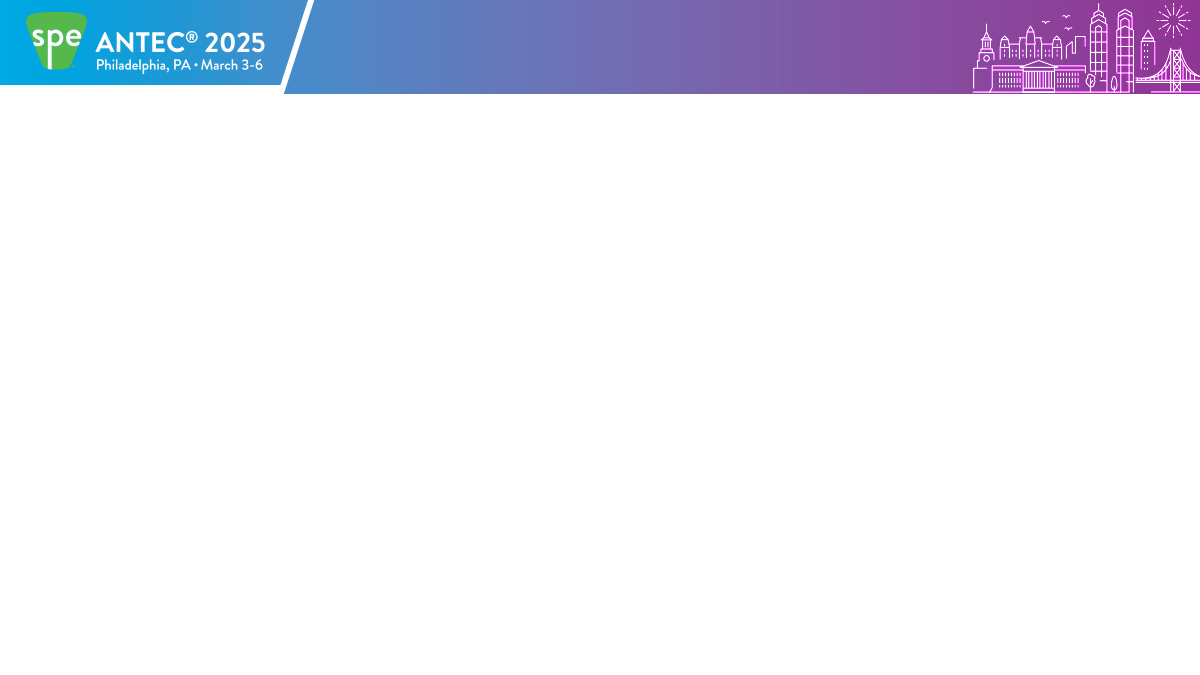 spe
ANTEC® 2025
Philadelphia, PA • March 3-6